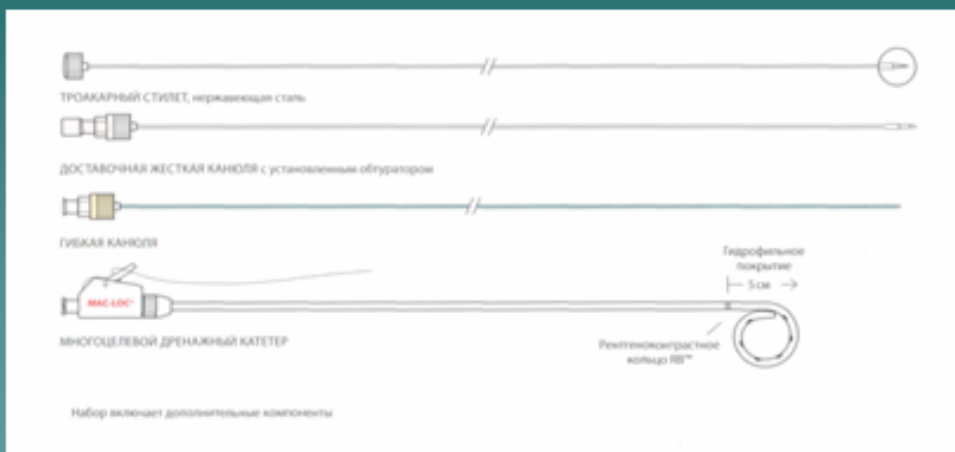 ТРОАКАРНЫЙ СТИЛЕТ, нержавеющая сталь
ДОСТАВОЧНАЯ ЖЕСТКАЯ КАНЮЛЯ с установленным обтуратором
ГИБКАЯ КАНЮЛЯ
Гидрофильное
покрытие
5 см
MAC-LOC®
МНОГОЦЕЛЕВОЙ ДРЕНАЖНЫЙ КАТЕТЕР
Рентгеноконтрастное
кольцо RB™
Набор включает дополнительные компоненты